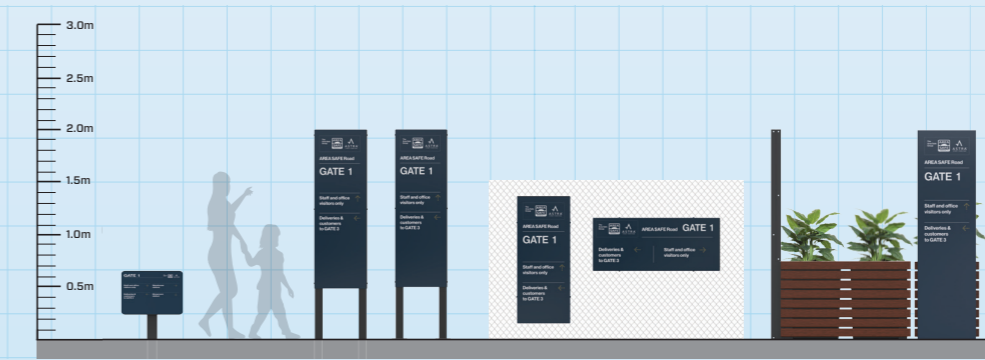 3.0m
2.5m
2.0m
1.5m
1.0m
0.5m
GATE 1
AREA SAFE Road
GATE 1
Staff and office
visitors only
Deliveries &
customers
to GATE 3
AREA SAFE Road
GATE 1
Staff and office
visitors only
Deliveries &
customers
to GATE 3
AREA SAFE Road
GATE 1
Staff and office
visitors only
Deliveries &
customers
to GATE 3
AREA SAFE Road GATE 1
Deliveries &
customers
to GATE 3
Staff and office
visitors only
AREA SAFE Road
GATE 1
Staff and office
visitors only
Deliveries &
customers
to GATE 3